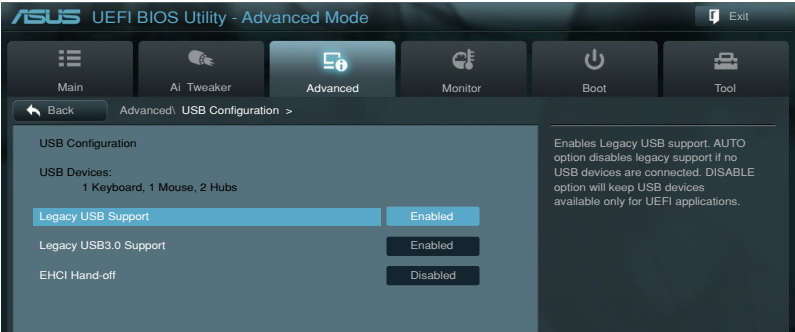 ASUS UEFI BIOS Utility - Advanced Mode
Exit
Main
Ai Tweaker
Advanced
Monitor
Boot
Tool
Back
Advanced\ USB Configuration >
USB Configuration
USB Devices:
1 Keyboard, 1 Mouse, 2 Hubs
Legacy USB Support Enabled
Legacy USB3.0 Support Enabled
EHCI Hand-off Disabled
Enables Legacy USB support. AUTO
option disables legacy support if no
USB devices are connected. DISABLE
option will keep USB devices
available only for UEFI applications.